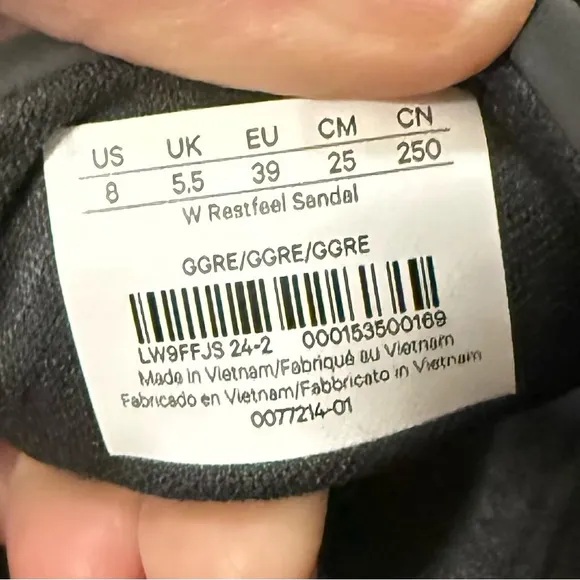 US UK EU CM CN
8 5.5 39 25 250
W Restfeel Sandal
GGRE/GGRE/GGRE
LW9FFJS 24-2 000153500169
Made in Vietnam/Fabriqué au Vietnam
Fabricado en Vietnam/Fabbricato in Vietnam
0077214-01